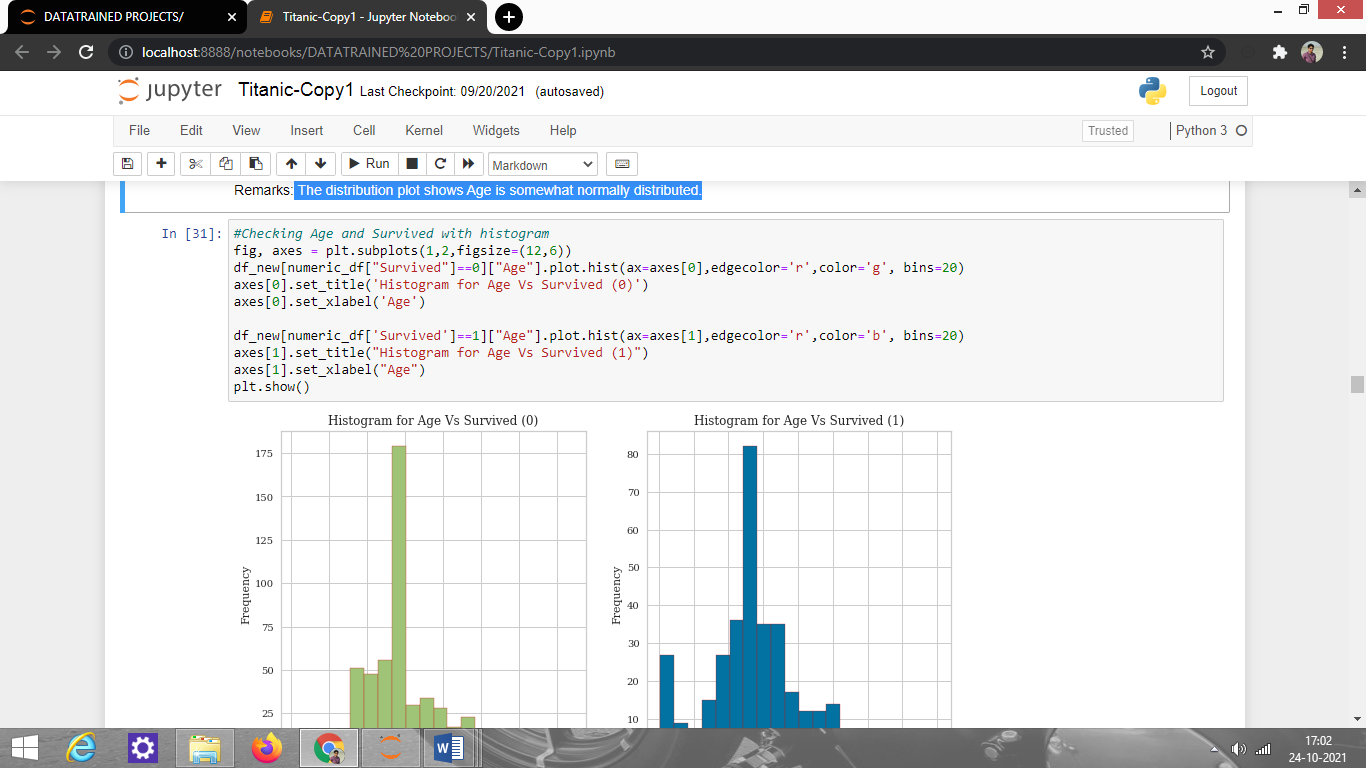 DATATRAINED PROJECTS/
Titanic-Copy1 - Jupyter Noteboo
localhost:8888/notebooks/DATATRAINED%20PROJECTS/Titanic-Copy1.ipynb
jupyter Titanic-Copy1 Last Checkpoint: 09/20/2021 (autosaved)
Logout
File Edit View Insert Cell Kernel Widgets Help
Trusted
Python 3
Run
Markdown
Remarks: The distribution plot shows Age is somewhat normally distributed.
In [31]:
#Checking Age and Survived with histogram
fig, axes = plt.subplots(1,2,figsize=(12,6))
df_new[numeric_df["Survived"]==0]["Age"].plot.hist(ax=axes[0],edgecolor='r',color='g', bins=20)
axes[0].set_title('Histogram for Age Vs Survived (0)')
axes[0].set_xlabel('Age')
df_new[numeric_df['Survived']==1]["Age"].plot.hist(ax=axes[1],edgecolor='r',color='b', bins=20)
axes[1].set_title("Histogram for Age Vs Survived (1)")
axes[1].set_xlabel("Age")
plt.show()
Histogram for Age Vs Survived (0)
175
150
125
100
75
50
25
Frequency
Histogram for Age Vs Survived (1)
80
70
60
50
40
30
20
10
Frequency
W
17:02
24-10-2021